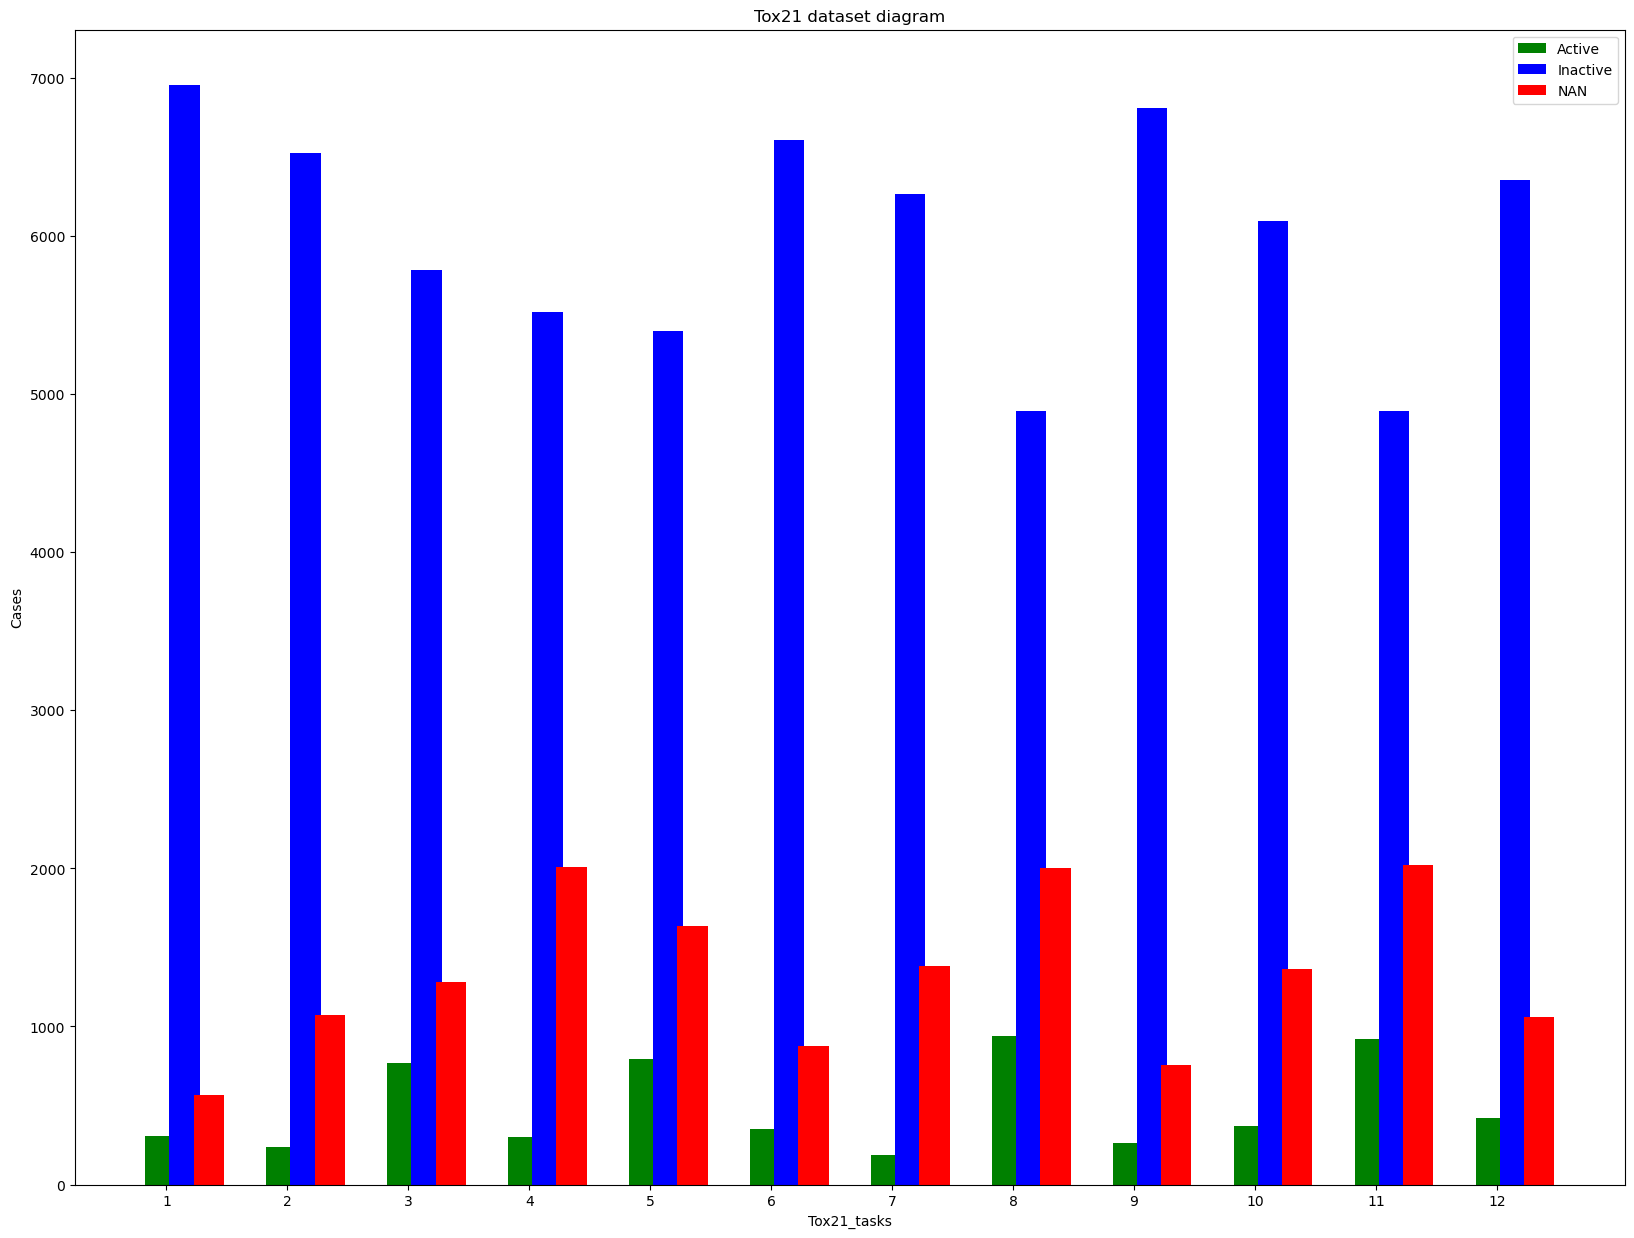 Tox21 dataset diagram
Active
Inactive
NAN
7000
6000
5000
4000
3000
2000
1000
0
Cases
1 2 3 4 5 6 7 8 9 10 11 12
Tox21_tasks